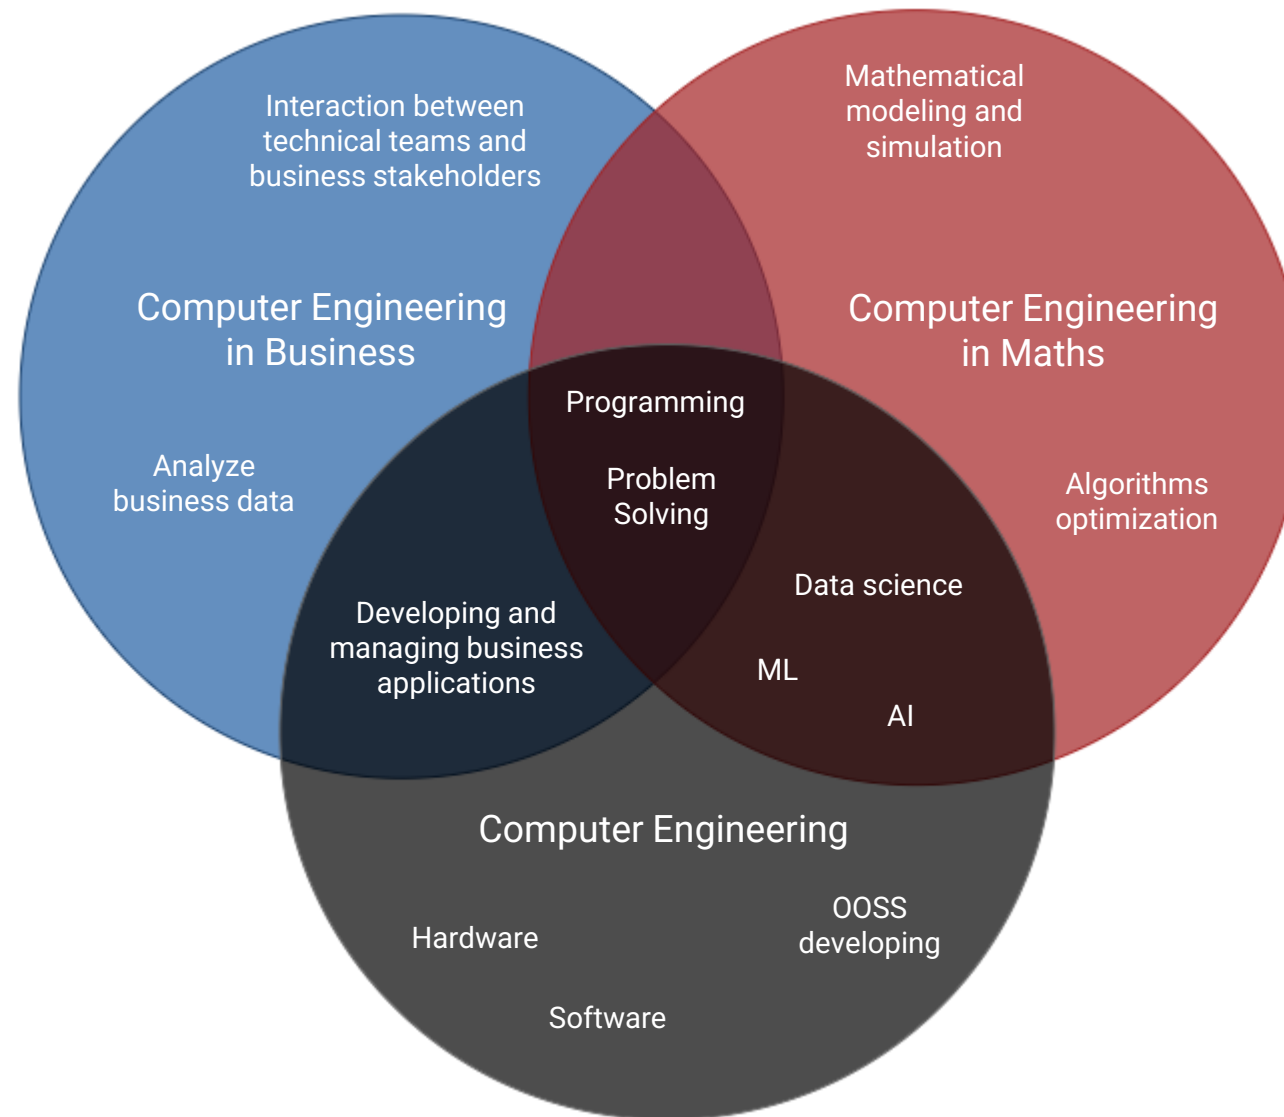 Interaction between
technical teams and
business stakeholders
Mathematical
modeling and
simulation
Computer Engineering
in Business
Computer Engineering
in Maths
Programming
Problem
Solving
Analyze
business data
Algorithms
optimization
Data science
Developing and
managing business
applications
ML
AI
Computer Engineering
Hardware
OOSS
developing
Software